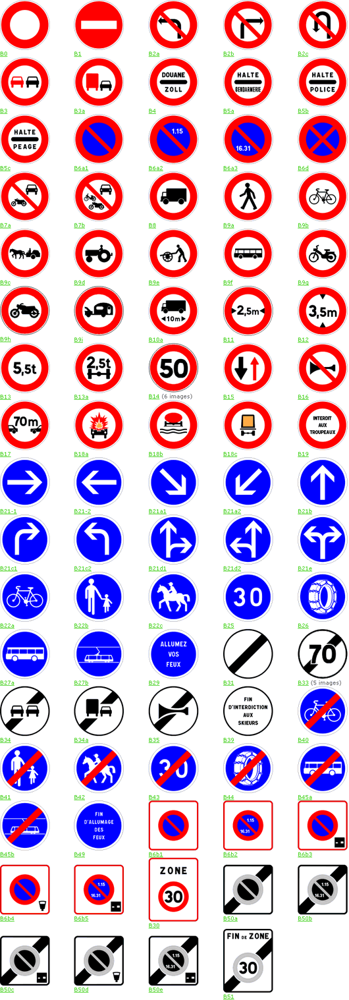 B0 B1 B2a B2b B2c
DOUANE HALTE HALTE
ZOLL GENDARMERIE POLICE
B3 B3a B4 B5a B5b
HALTE 1.15
PEAGE 16.31
B5c B6a1 B6a2 B6a3 B6d
B7a B7b B8 B9a B9b
B9c B9d B9e B9f B9g
10m 2,5m 3,5m
B9h B9i B10a B11 B12
5,5t 2,5t 50
B13 B13a B14 (6 images) B15 B16
70m INTERDIT
AUX
TROUPEAUX
B17 B18a B18b B18c B19
B21-1 B21-2 B21a1 B21a2 B21b
B21c1 B21c2 B21d1 B21d2 B21e
30
B22a B22b B22c B25 B26
ALLUMEZ 70
VOS
FEUX
B27a B27b B29 B31 B33 (5 images)
FIN
D'INTERDICTION
AUX
SKIEURS
B34 B34a B35 B39 B40
30
B41 B42 B43 B44 B45a
FIN 1.15
D'ALLUMAGE 16.31
DES
FEUX
B45b B49 B6b1 B6b2 B6b3
ZONE
1.15 30 1.15
16.31 16.31
B6b4 B6b5 B30 B50a B50b
FIN DE ZONE
1.15 30
16.31
B50c B50d B50e B51